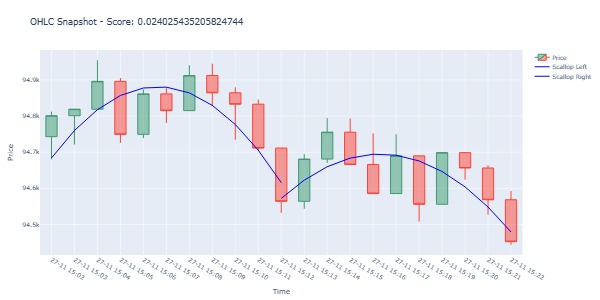 OHLC Snapshot - Score: 0.024025435205824744
Price
Scallop Left
Scallop Right
94.9k
94.8k
94.7k
94.6k
94.5k
Price
27-11 15:02
27-11 15:03
27-11 15:04
27-11 15:05
27-11 15:06
27-11 15:07
27-11 15:08
27-11 15:09
27-11 15:10
27-11 15:11
27-11 15:12
27-11 15:13
27-11 15:14
27-11 15:15
27-11 15:16
27-11 15:17
27-11 15:18
27-11 15:19
27-11 15:20
27-11 15:21
27-11 15:22
Time